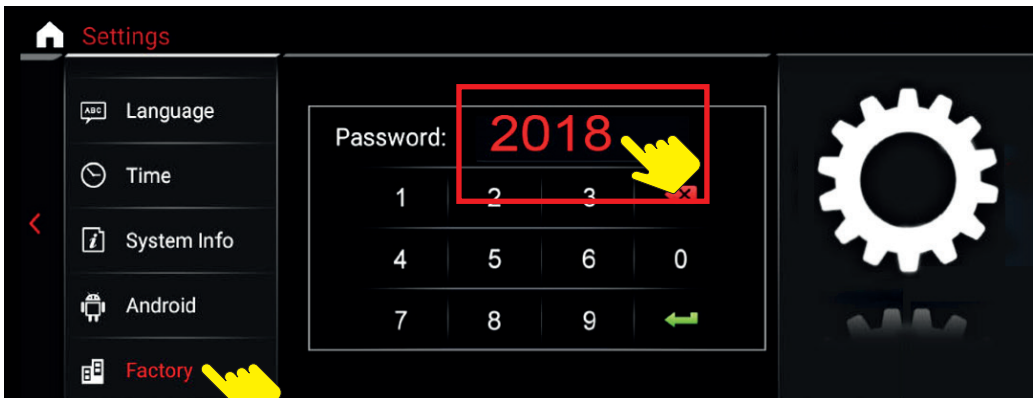 Settings
ABC Language
Time
i System Info
Android
Factory
Password: 2018
1 2 3
4 5 6 0
7 8 9